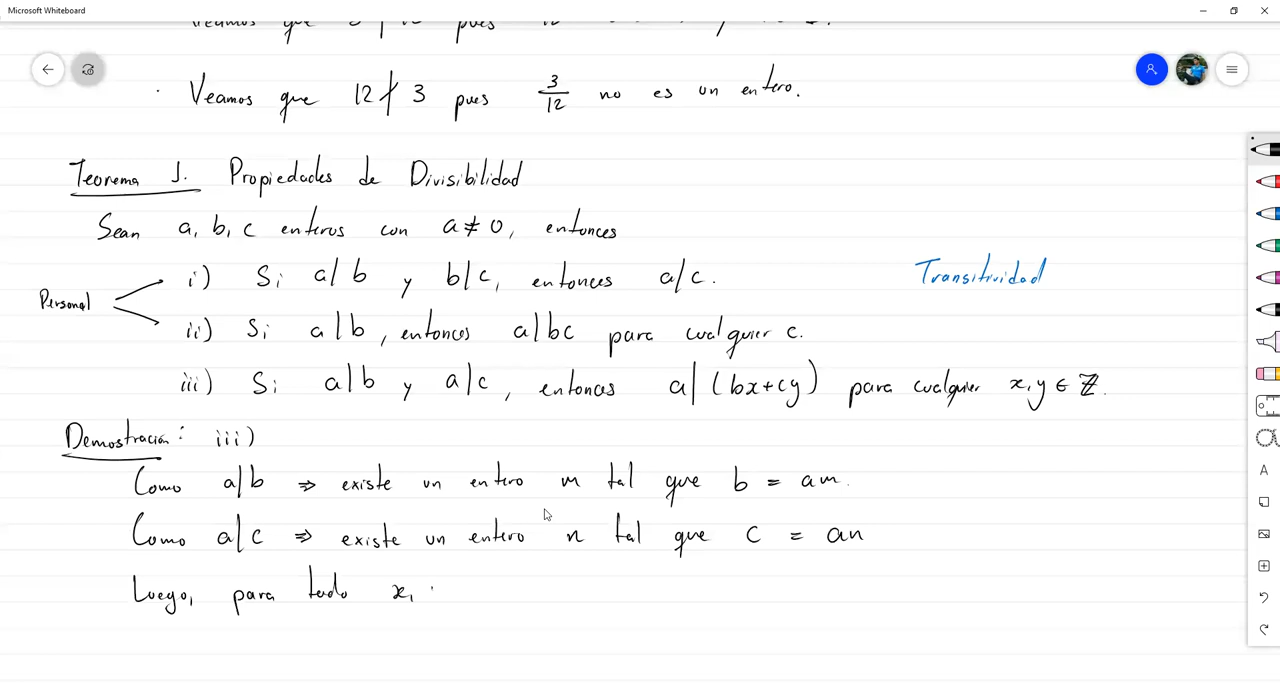 Microsoft Whiteboard
Veamos que pues
Veamos que 12 ∤ 3 pues 3/12 no es un entero.
Teorema 1. Propiedades de Divisibilidad
Sean a, b, c enteros con a ≠ 0, entonces
i) Si a|b y b|c, entonces a|c. Transitividad
Personal
ii) Si a|b, entonces a|bc para cualquier c.
iii) Si a|b y a|c, entonces a|(bx+cy) para cualquier x,y ∈ ℤ.
Demostración: iii)
Como a|b ⇒ existe un entero m tal que b = am.
Como a|c ⇒ existe un entero n tal que c = an
Luego, para todo x,